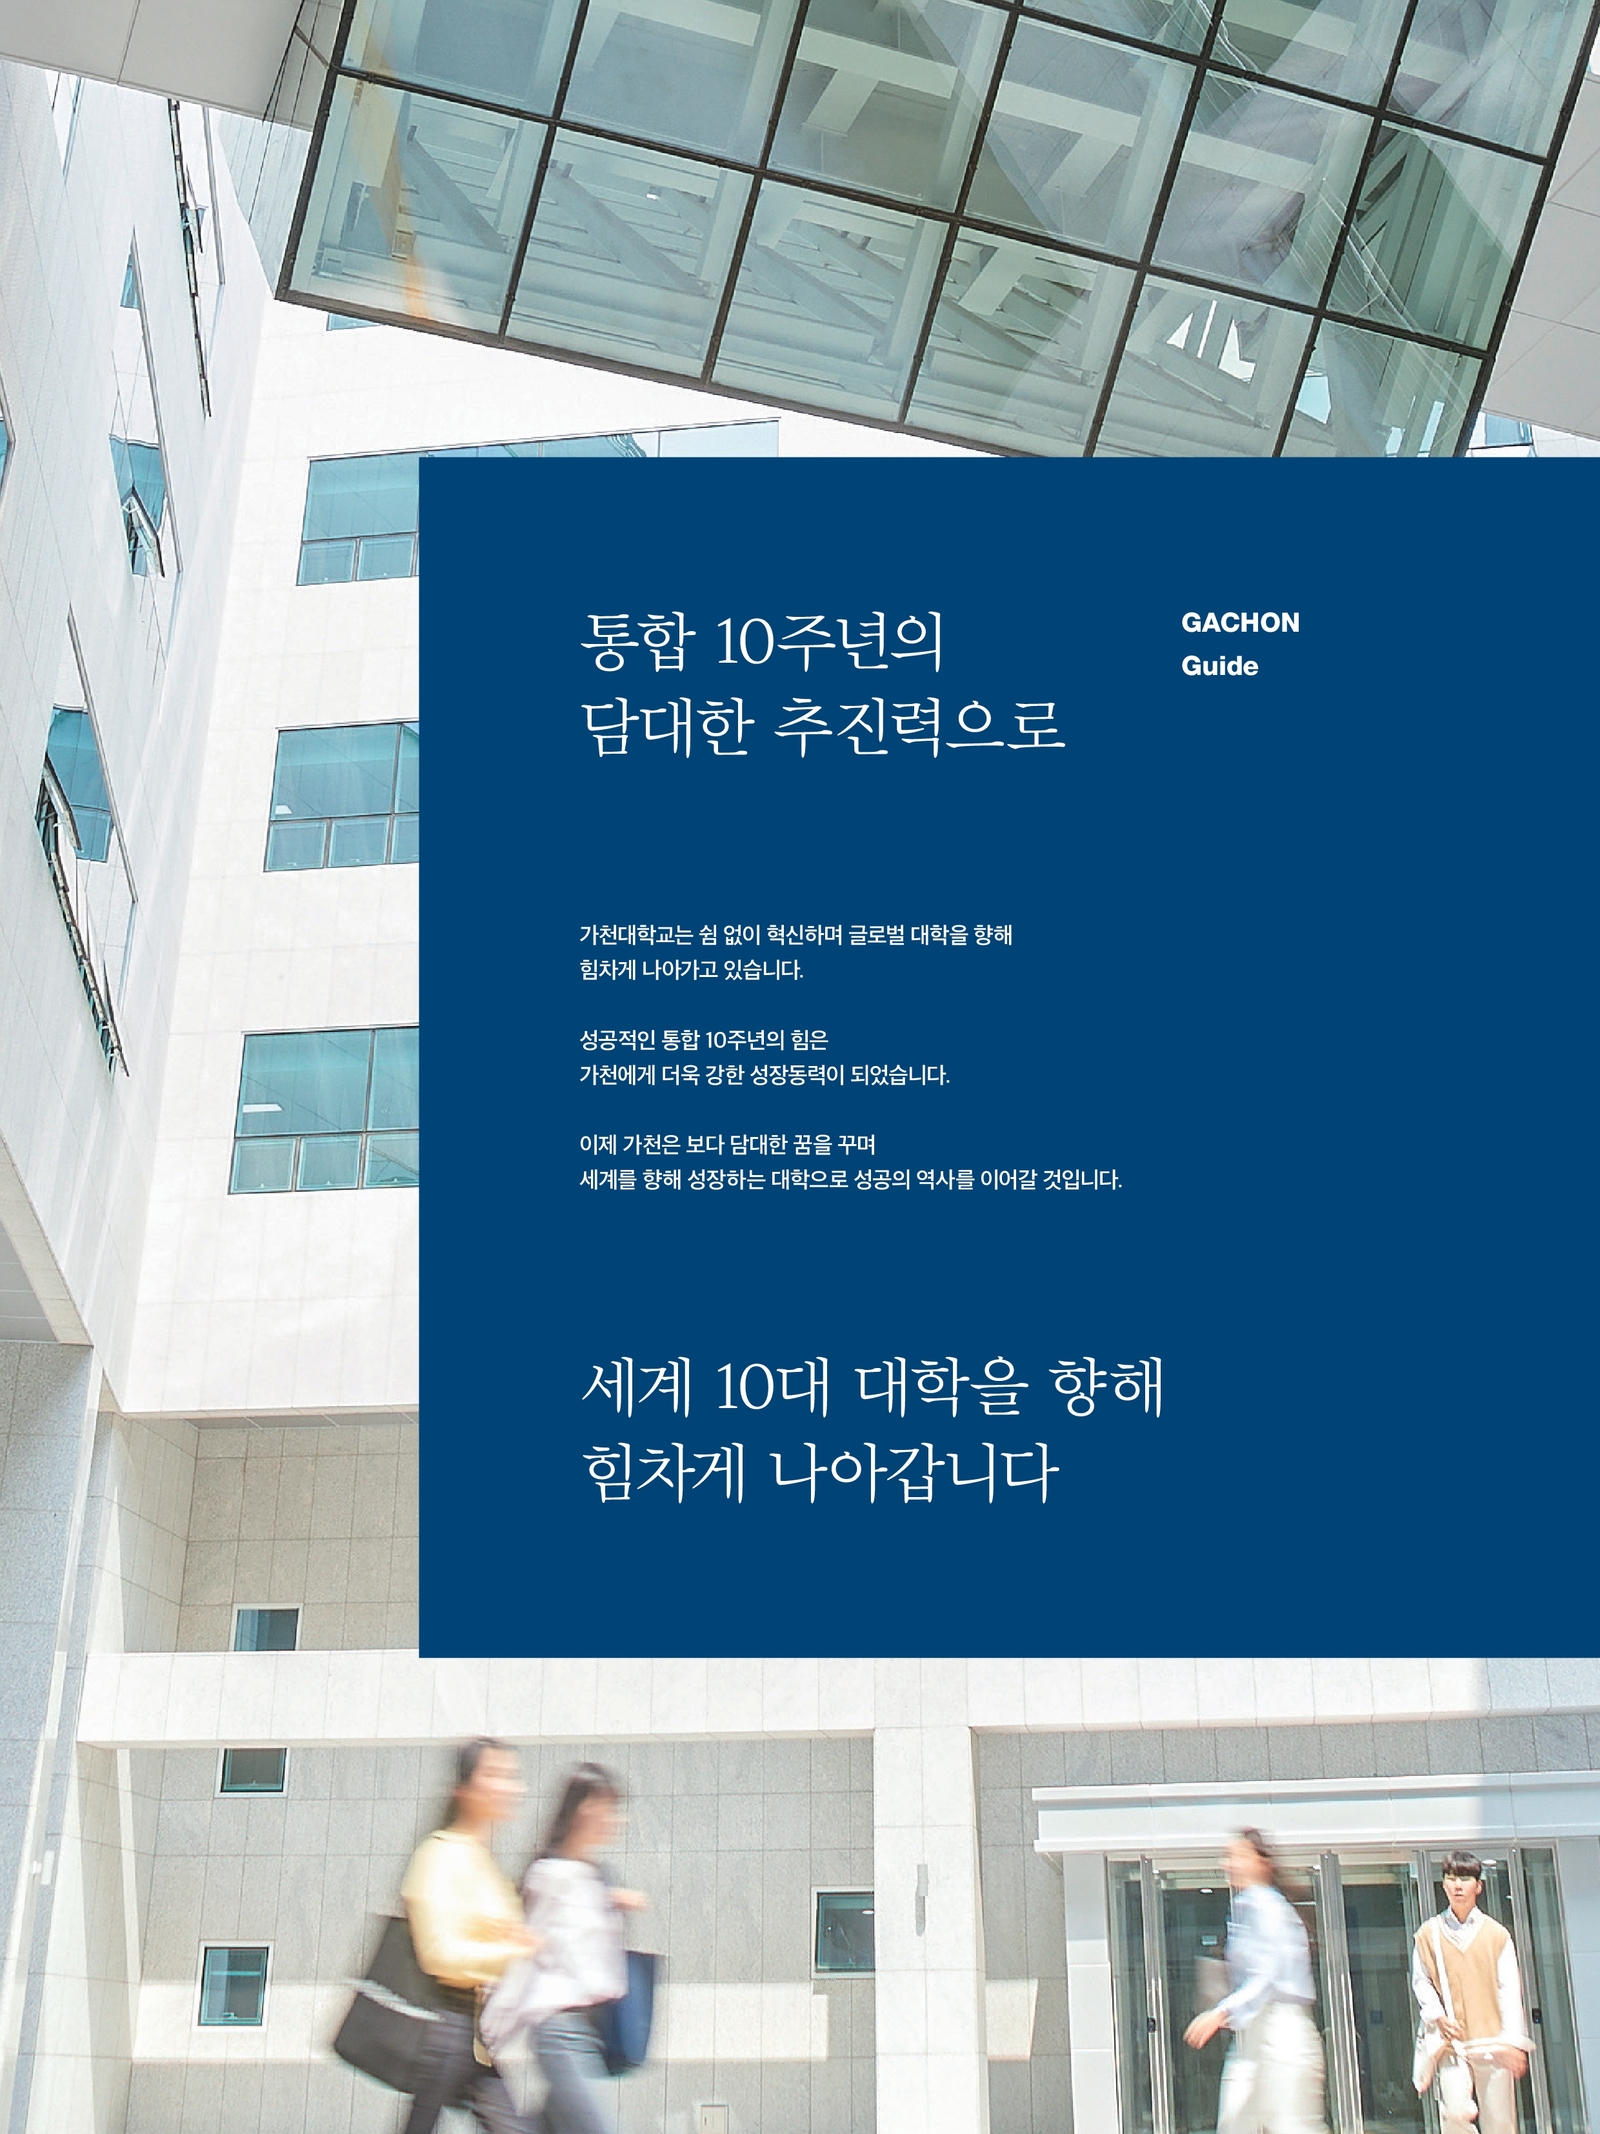 통합 10주년의
담대한 추진력으로
GACHON
Guide
가천대학교는 쉼 없이 혁신하며 글로벌 대학을 향해
힘차게 나아가고 있습니다.
성공적인 통합 10주년의 힘은
가천에게 더욱 강한 성장동력이 되었습니다.
이제 가천은 보다 담대한 꿈을 꾸며
세계를 향해 성장하는 대학으로 성공의 역사를 이어갈 것입니다.
세계 10대 대학을 향해
힘차게 나아갑니다